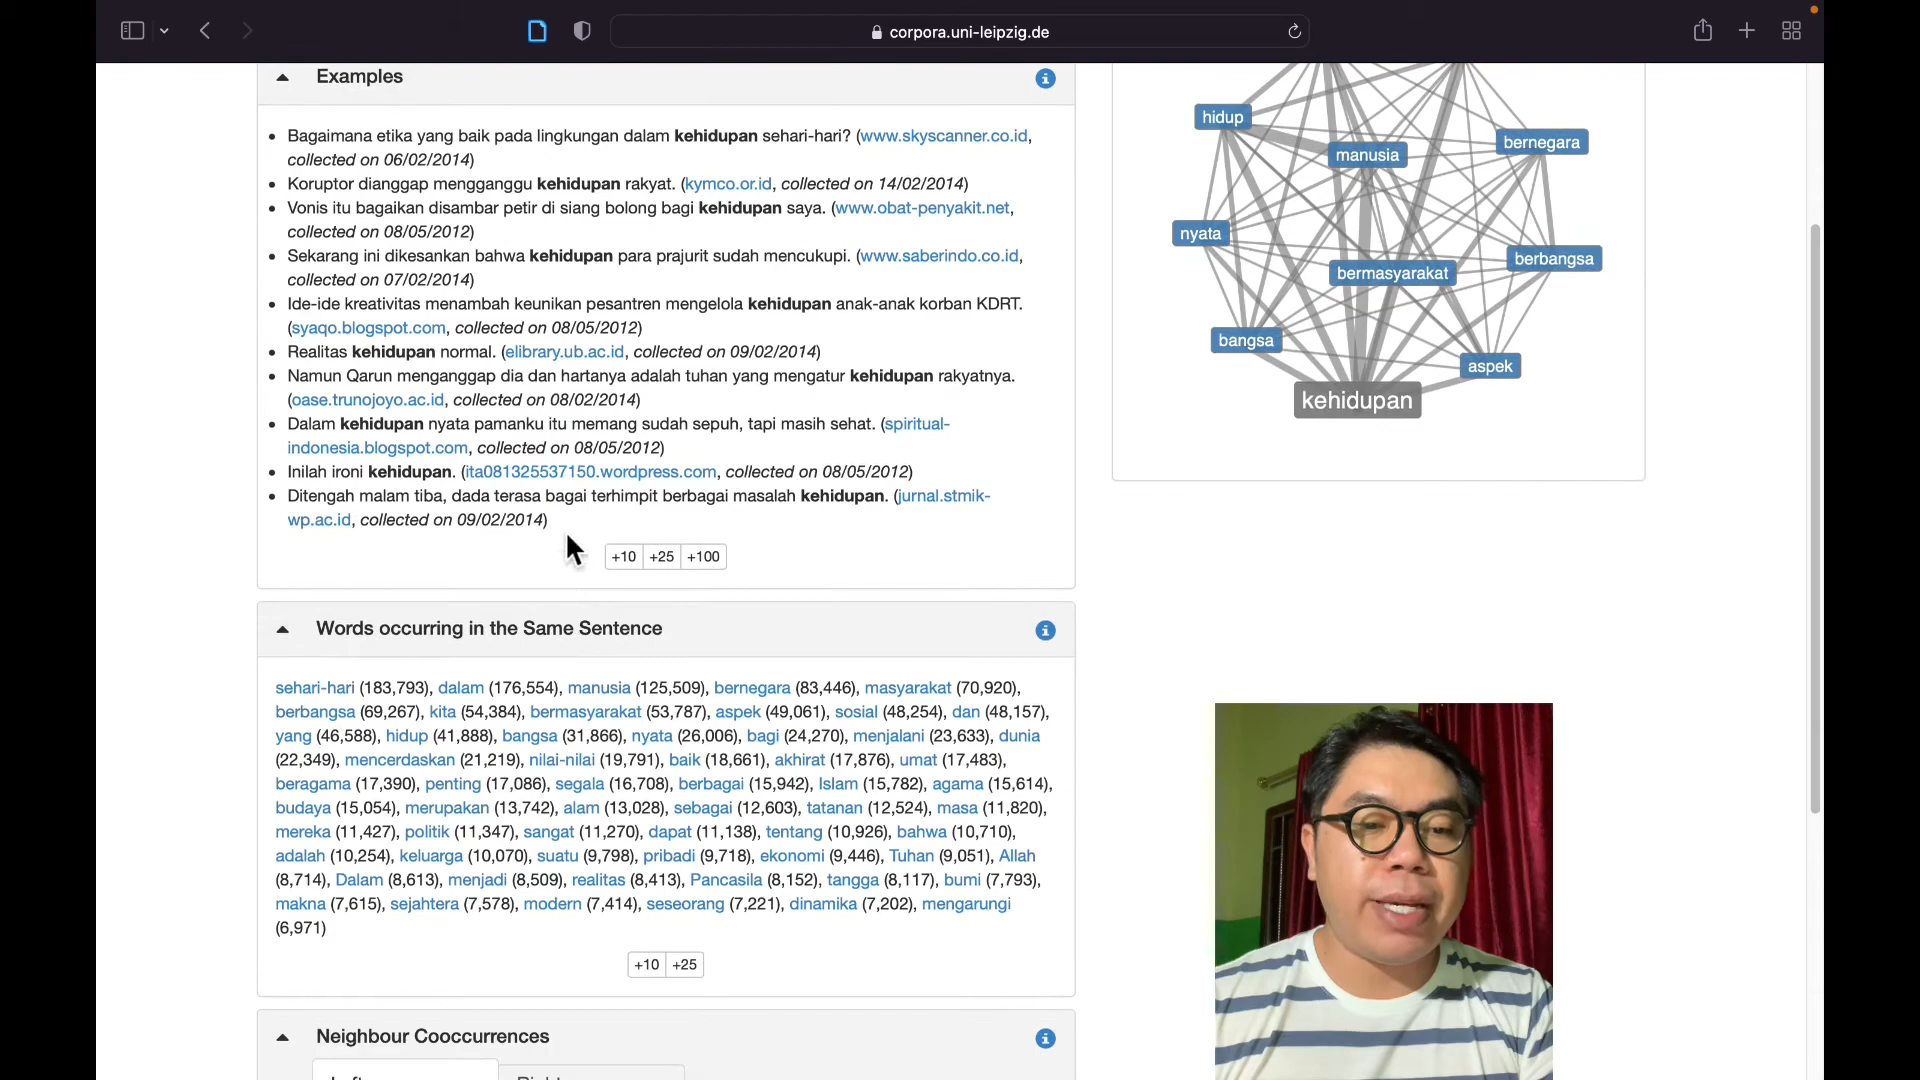 corpora.uni-leipzig.de
Examples
Bagaimana etika yang baik pada lingkungan dalam kehidupan sehari-hari? (www.skyscanner.co.id,
collected on 06/02/2014)
Koruptor dianggap mengganggu kehidupan rakyat. (kymco.or.id, collected on 14/02/2014)
Vonis itu bagaikan disambar petir di siang bolong bagi kehidupan saya. (www.obat-penyakit.net,
collected on 08/05/2012)
Sekarang ini dikesankan bahwa kehidupan para prajurit sudah mencukupi. (www.saberindo.co.id,
collected on 07/02/2014)
Ide-ide kreativitas menambah keunikan pesantren mengelola kehidupan anak-anak korban KDRT.
(syaqo.blogspot.com, collected on 08/05/2012)
Realitas kehidupan normal. (elibrary.ub.ac.id, collected on 09/02/2014)
Namun Qarun menganggap dia dan hartanya adalah tuhan yang mengatur kehidupan rakyatnya.
(oase.trunojoyo.ac.id, collected on 08/02/2014)
Dalam kehidupan nyata pamanku itu memang sudah sepuh, tapi masih sehat. (spiritual-
indonesia.blogspot.com, collected on 08/05/2012)
Inilah ironi kehidupan. (ita081325537150.wordpress.com, collected on 08/05/2012)
Ditengah malam tiba, dada terasa bagai terhimpit berbagai masalah kehidupan. (jurnal.stmik-
wp.ac.id, collected on 09/02/2014)
+10 +25 +100
Words occurring in the Same Sentence
sehari-hari (183,793), dalam (176,554), manusia (125,509), bernegara (83,446), masyarakat (70,920),
berbangsa (69,267), kita (54,384), bermasyarakat (53,787), aspek (49,061), sosial (48,254), dan (48,157),
yang (46,588), hidup (41,888), bangsa (31,866), nyata (26,006), bagi (24,270), menjalani (23,633), dunia
(22,349), mencerdaskan (21,219), nilai-nilai (19,791), baik (18,661), akhirat (17,876), umat (17,483),
beragama (17,390), penting (17,086), segala (16,708), berbagai (15,942), Islam (15,782), agama (15,614),
budaya (15,054), merupakan (13,742), alam (13,028), sebagai (12,603), tatanan (12,524), masa (11,820),
mereka (11,427), politik (11,347), sangat (11,270), dapat (11,138), tentang (10,926), bahwa (10,710),
adalah (10,254), keluarga (10,070), suatu (9,798), pribadi (9,718), ekonomi (9,446), Tuhan (9,051), Allah
(8,714), Dalam (8,613), menjadi (8,509), realitas (8,413), Pancasila (8,152), tangga (8,117), bumi (7,793),
makna (7,615), sejahtera (7,578), modern (7,414), seseorang (7,221), dinamika (7,202), mengarungi
(6,971)
+10 +25
Neighbour Cooccurrences
hidup
manusia
bernegara
nyata
bermasyarakat
berbangsa
bangsa
aspek
kehidupan